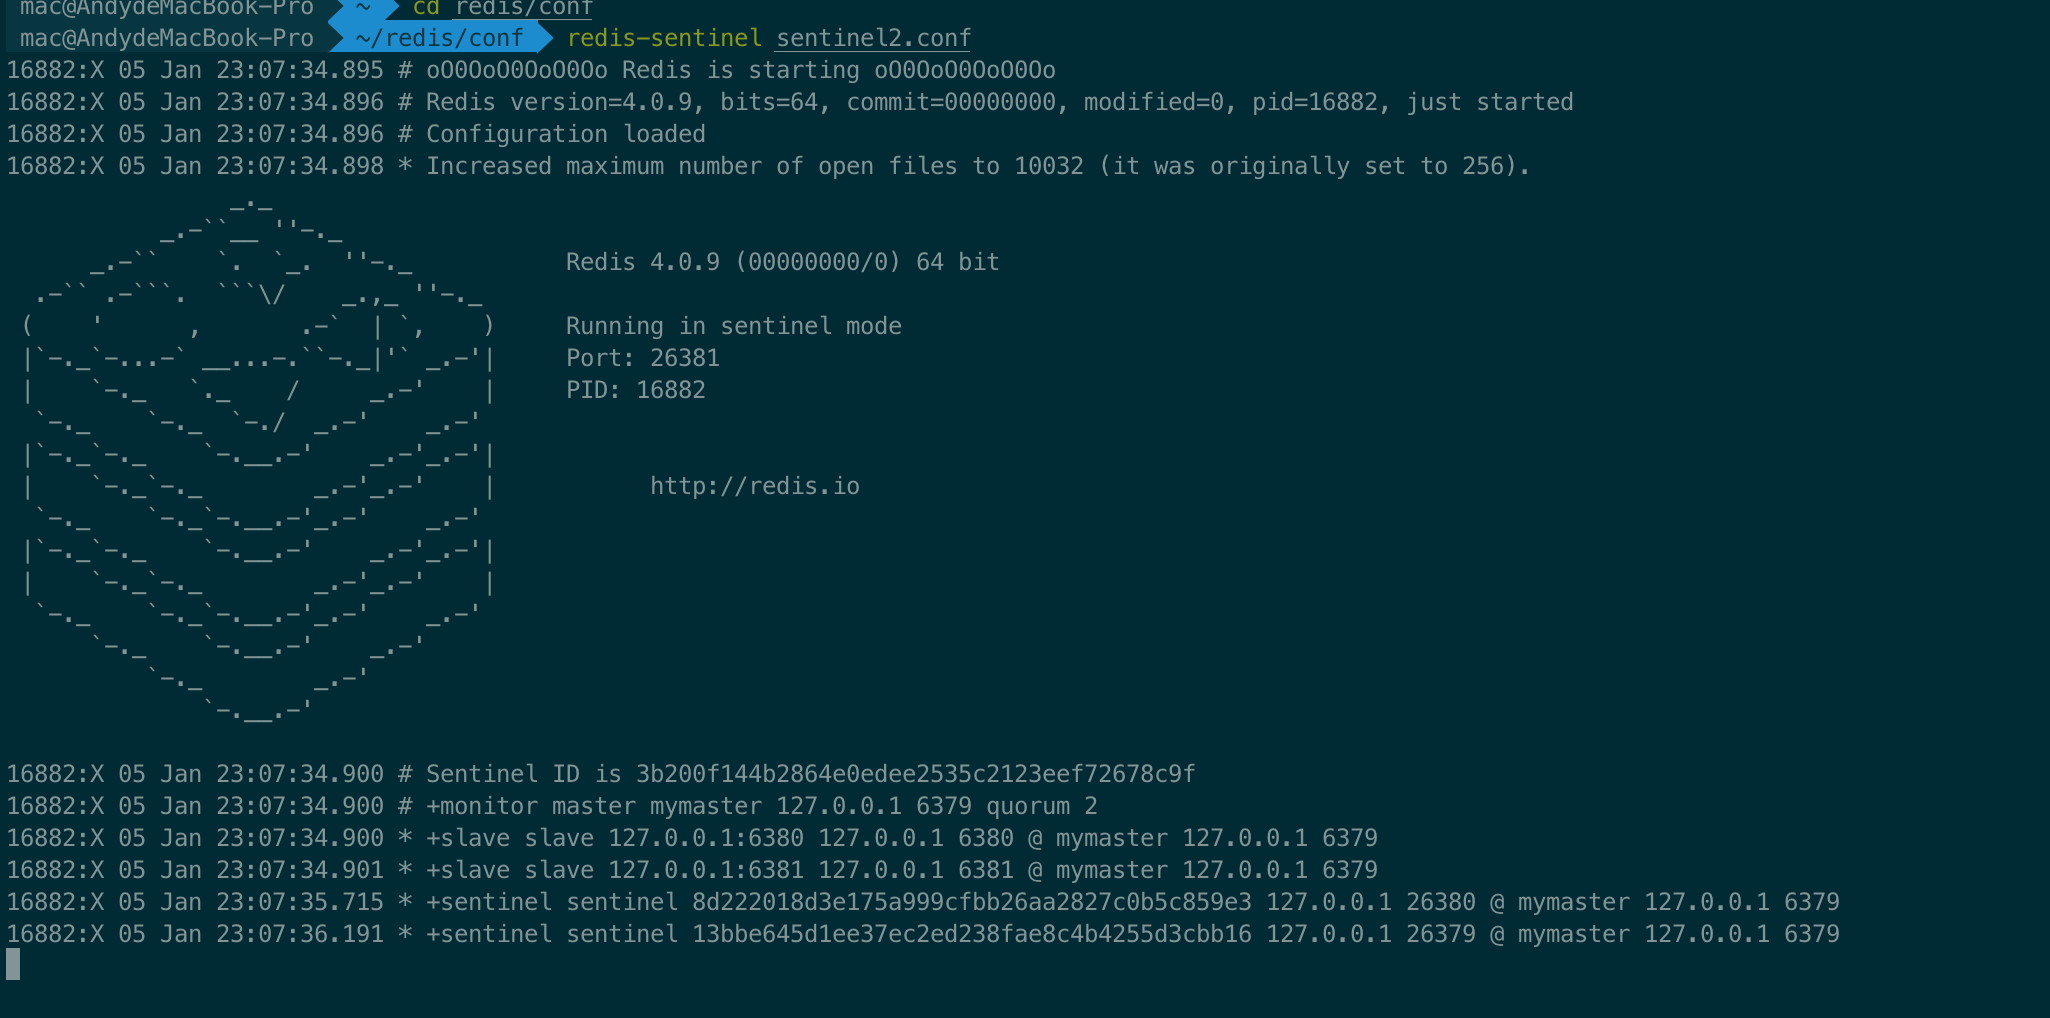 mac@AndydeMacBook-Pro ~ cd redis/conf
mac@AndydeMacBook-Pro ~/redis/conf redis-sentinel sentinel2.conf
16882:X 05 Jan 23:07:34.895 # oO0OoO0OoO0Oo Redis is starting oO0OoO0OoO0Oo
16882:X 05 Jan 23:07:34.896 # Redis version=4.0.9, bits=64, commit=00000000, modified=0, pid=16882, just started
16882:X 05 Jan 23:07:34.896 # Configuration loaded
16882:X 05 Jan 23:07:34.898 * Increased maximum number of open files to 10032 (it was originally set to 256).
Redis 4.0.9 (00000000/0) 64 bit
Running in sentinel mode
Port: 26381
PID: 16882
http://redis.io
16882:X 05 Jan 23:07:34.900 # Sentinel ID is 3b200f144b2864e0edee2535c2123eef72678c9f
16882:X 05 Jan 23:07:34.900 # +monitor master mymaster 127.0.0.1 6379 quorum 2
16882:X 05 Jan 23:07:34.900 * +slave slave 127.0.0.1:6380 127.0.0.1 6380 @ mymaster 127.0.0.1 6379
16882:X 05 Jan 23:07:34.901 * +slave slave 127.0.0.1:6381 127.0.0.1 6381 @ mymaster 127.0.0.1 6379
16882:X 05 Jan 23:07:35.715 * +sentinel sentinel 8d222018d3e175a999cfbb26aa2827c0b5c859e3 127.0.0.1 26380 @ mymaster 127.0.0.1 6379
16882:X 05 Jan 23:07:36.191 * +sentinel sentinel 13bbe645d1ee37ec2ed238fae8c4b4255d3cbb16 127.0.0.1 26379 @ mymaster 127.0.0.1 6379